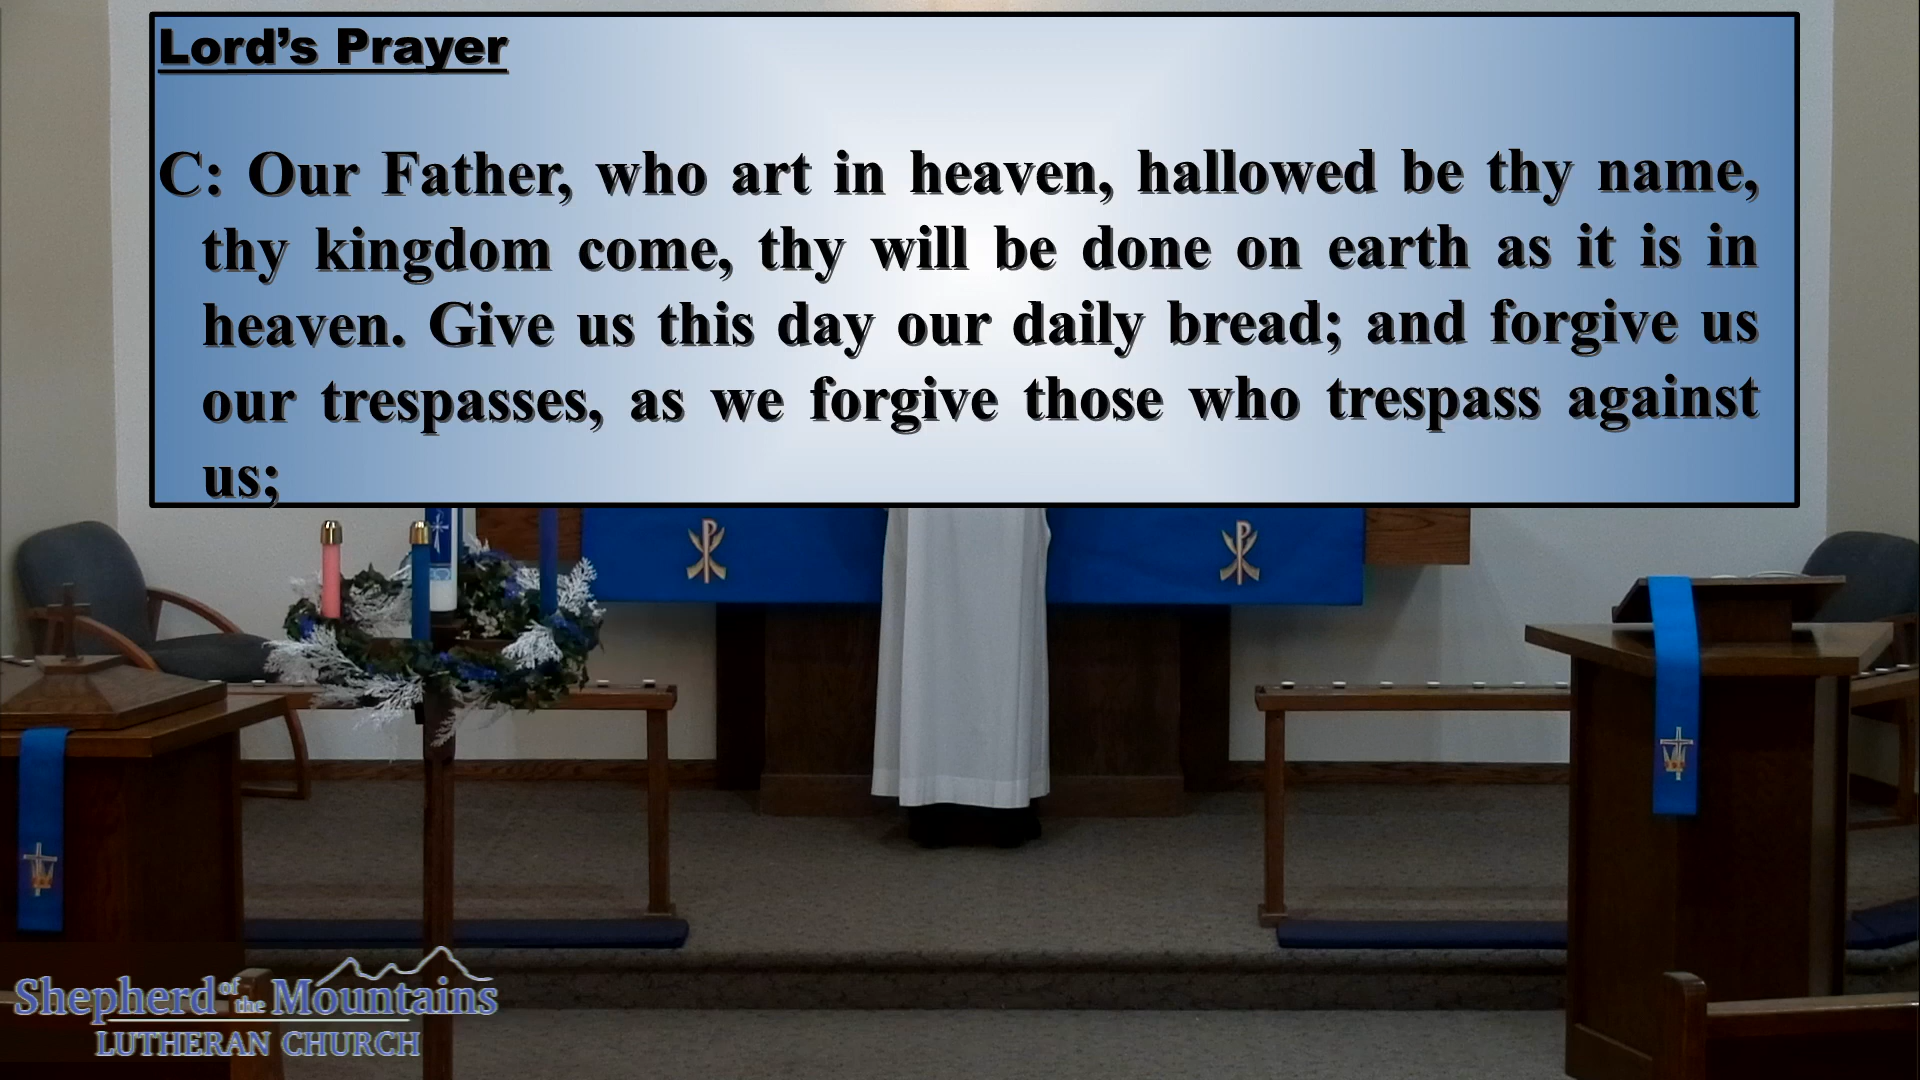 Lord’s Prayer
C: Our Father, who art in heaven, hallowed be thy name,
thy kingdom come, thy will be done on earth as it is in
heaven. Give us this day our daily bread; and forgive us
our trespasses, as we forgive those who trespass against
us;
Shepherd of the Mountains
LUTHERAN CHURCH